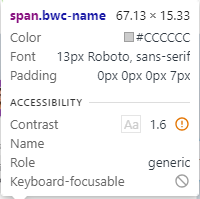 span.bwc-name 67.13 × 15.33
Color #CCCCCC
Font 13px Roboto, sans-serif
Padding 0px 0px 0px 7px
ACCESSIBILITY
Contrast Aa 1.6
Name
Role generic
Keyboard-focusable